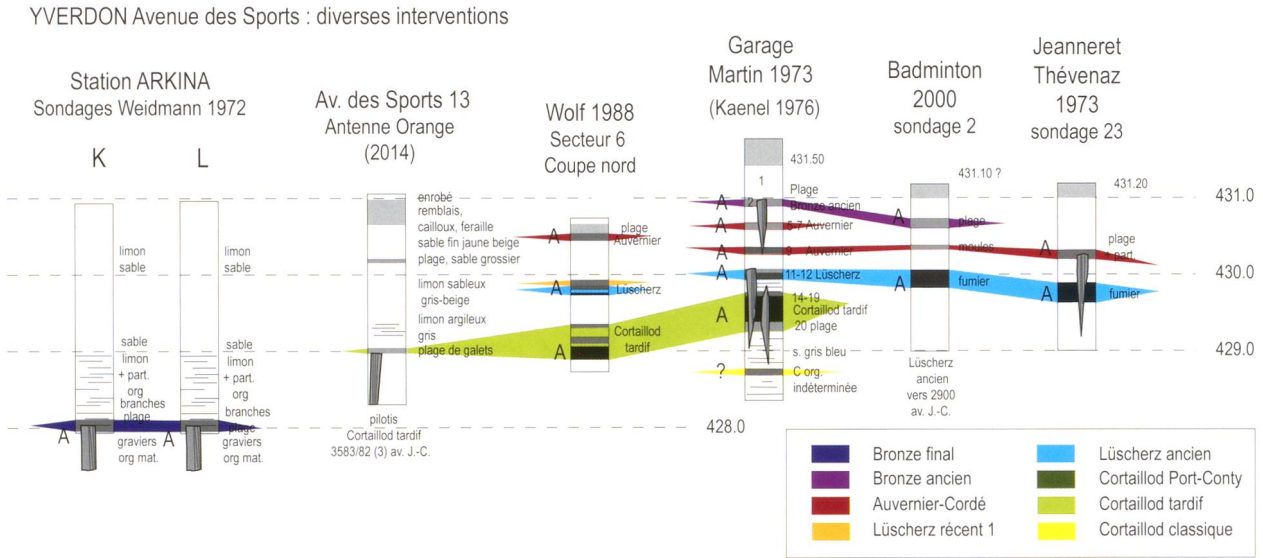 YVERDON Avenue des Sports : diverses interventions
Station ARKINA
Sondages Weidmann 1972
K
L
Av. des Sports 13
Antenne Orange
(2014)
Wolf 1988
Secteur 6
Coupe nord
Garage
Martin 1973
(Kaenel 1976)
Badminton
2000
sondage 2
Jeanneret
Thévenaz
1973
sondage 23
limon
sable
sable
limon
+ part.
org
branches
plage
graviers
org mat.
A
limon
sable
sable
limon
+ part.
org
branches
plage
graviers
org mat.
A
enrobé
remblais,
cailloux, feraille
sable fin jaune beige
plage, sable grossier
limon sableux
gris-beige
limon argileux
gris
plage de galets
pilotis
Cortaillod tardif
3583/82 (3) av. J.-C.
A
plage
Auvernier
A
Lüscherz
A
Cortaillod
tardif
431.50
1
Plage
A
2
Bronze ancien
A
5-7 Auvernier
A
9 Auvernier
A
11-12 Lüscherz
14-19
A
Cortaillod tardif
20 plage
s. gris bleu
?
C org.
indéterminée
431.10 ?
A
plage
moules
A
fumier
Lüscherz
ancien
vers 2900
av. J.-C.
431.20
A
plage
+ part.
A
fumier
431.0
430.0
429.0
428.0
Bronze final
Bronze ancien
Auvernier-Cordé
Lüscherz récent 1
Lüscherz ancien
Cortaillod Port-Conty
Cortaillod tardif
Cortaillod classique